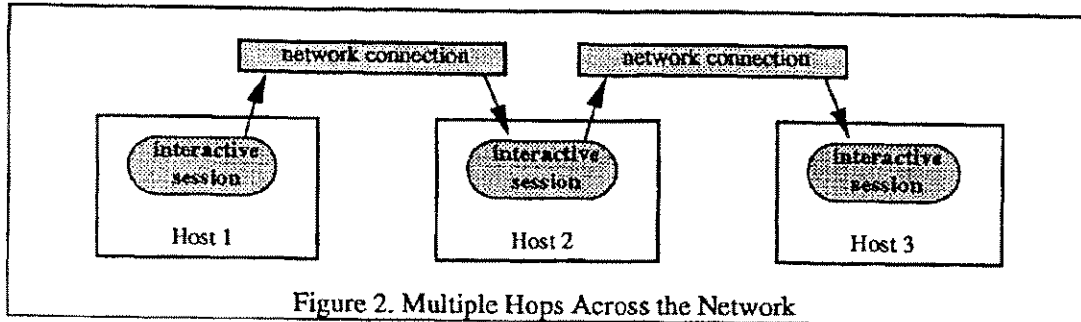 network connection
network connection
interactive
session
interactive
session
interactive
session
Host 1
Host 2
Host 3
Figure 2. Multiple Hops Across the Network